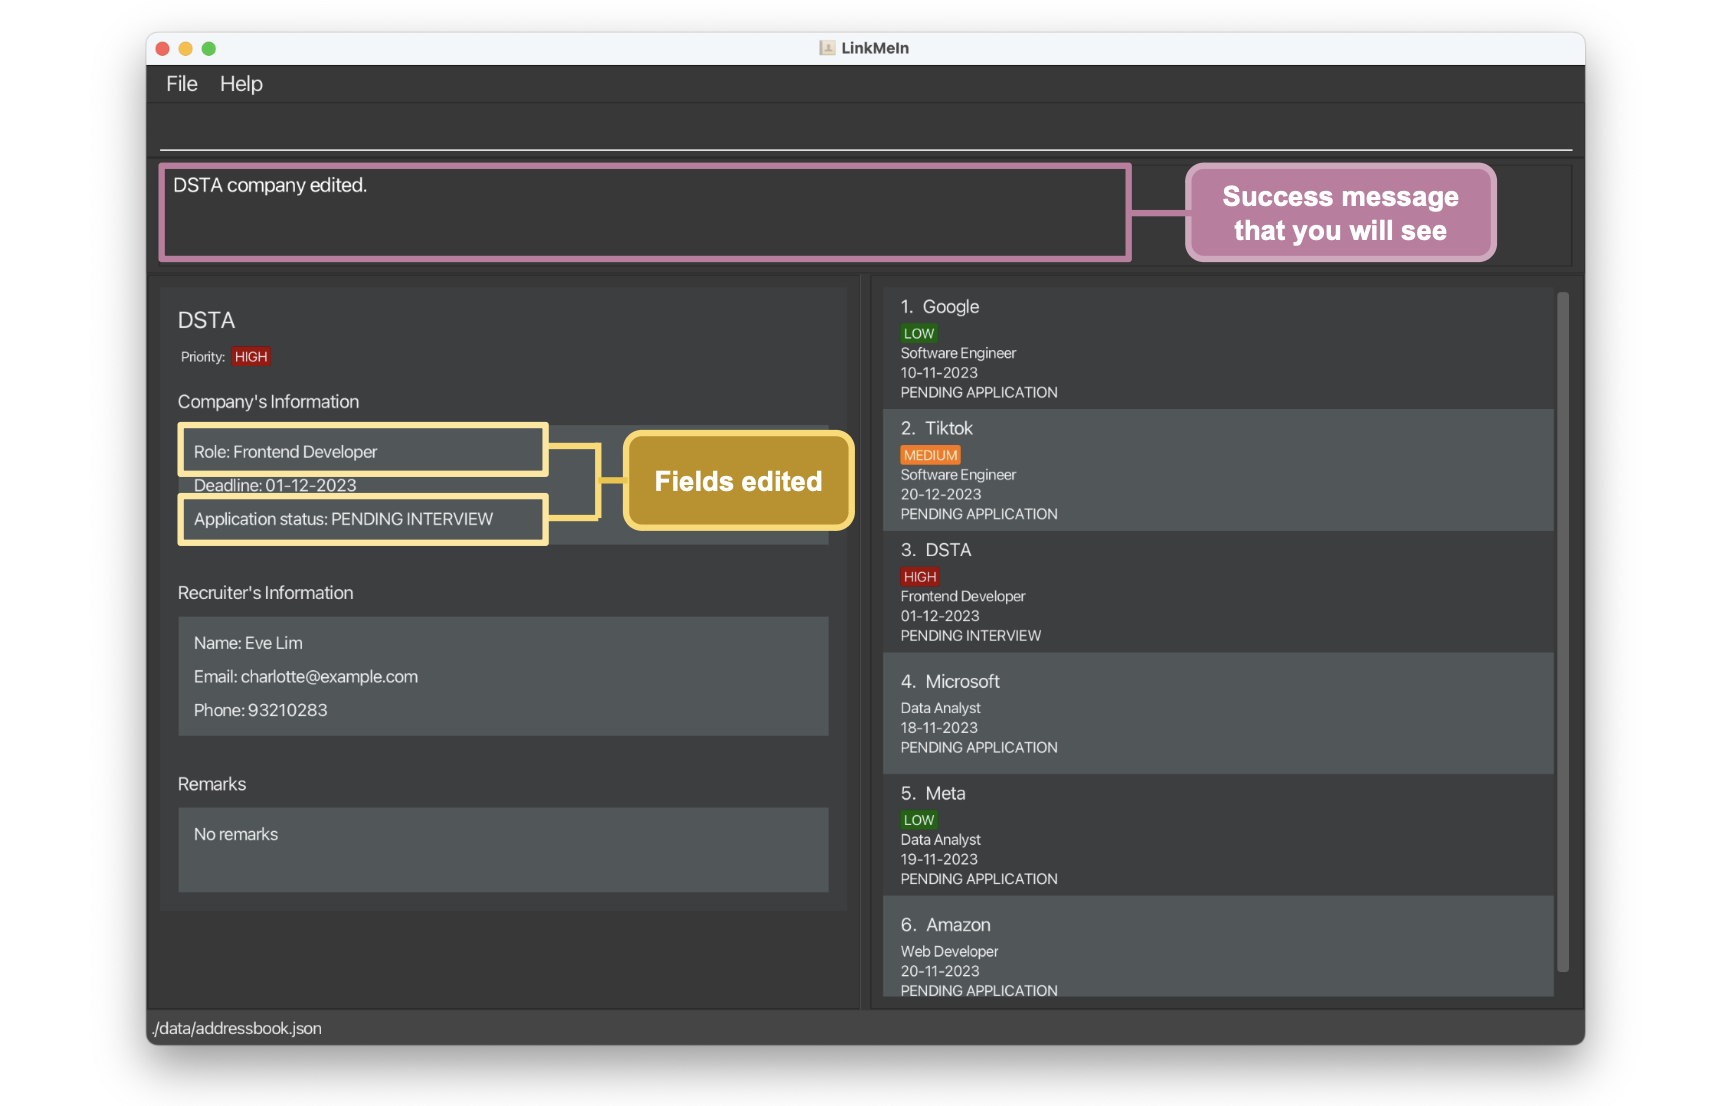 LinkMeIn
File Help
DSTA company edited.
Success message
that you will see
DSTA
Priority: HIGH
Company's Information
Role: Frontend Developer
Deadline: 01-12-2023
Application status: PENDING INTERVIEW
Fields edited
Recruiter's Information
Name: Eve Lim
Email: charlotte@example.com
Phone: 93210283
Remarks
No remarks
1. Google
LOW
Software Engineer
10-11-2023
PENDING APPLICATION
2. Tiktok
MEDIUM
Software Engineer
20-12-2023
PENDING APPLICATION
3. DSTA
HIGH
Frontend Developer
01-12-2023
PENDING INTERVIEW
4. Microsoft
Data Analyst
18-11-2023
PENDING APPLICATION
5. Meta
LOW
Data Analyst
19-11-2023
PENDING APPLICATION
6. Amazon
Web Developer
20-11-2023
PENDING APPLICATION
./data/addressbook.json